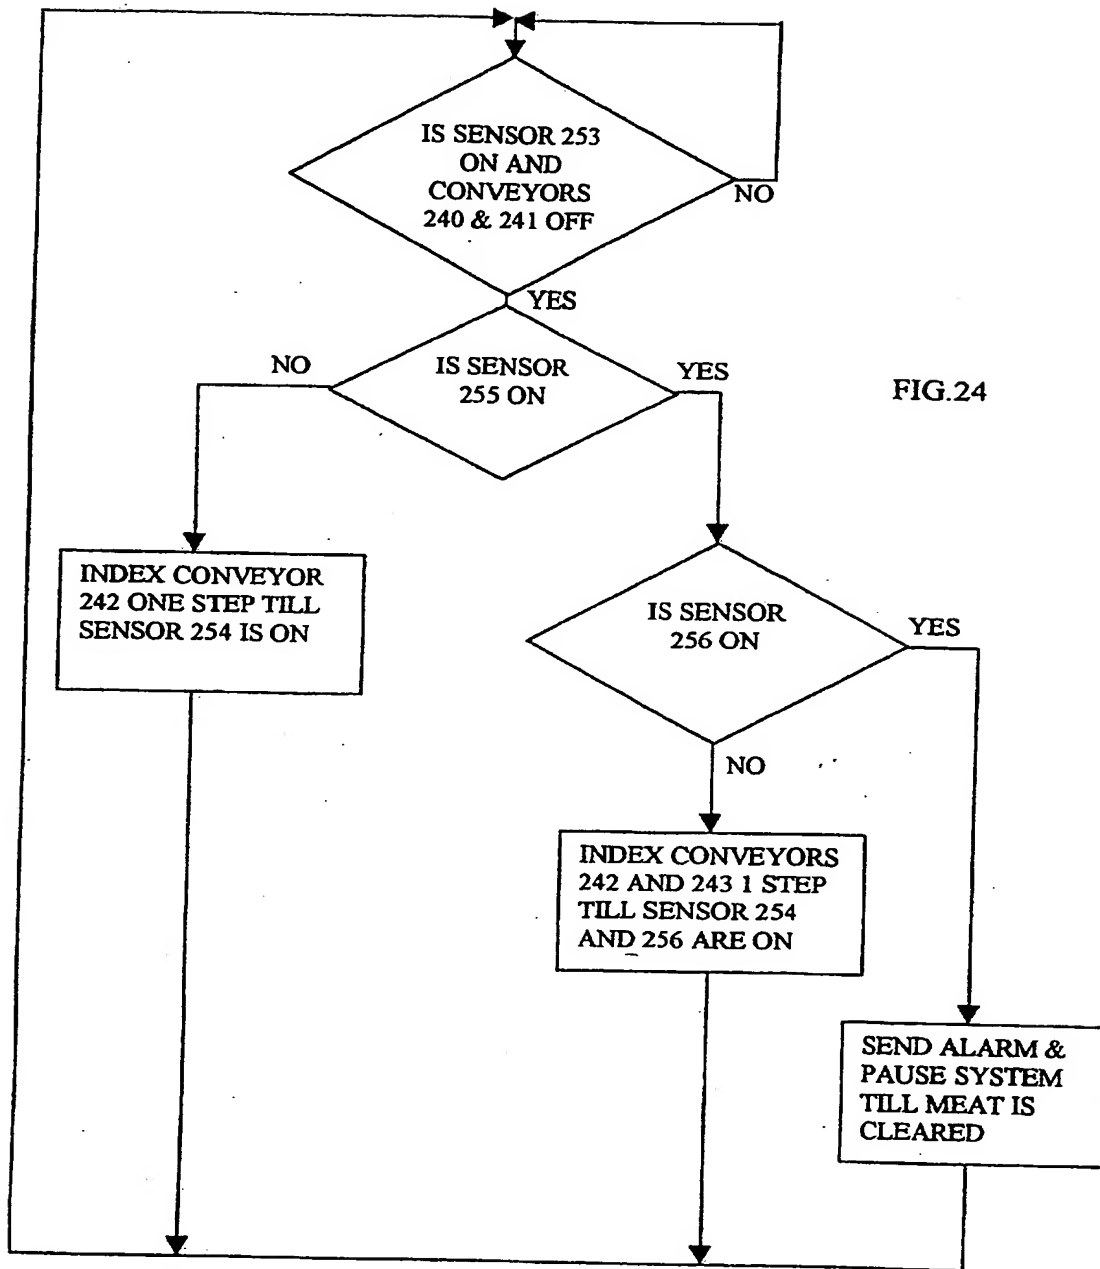 IS SENSOR 253
ON AND
CONVEYORS
240 & 241 OFF
NO
YES
NO
IS SENSOR
255 ON
YES
FIG.24
INDEX CONVEYOR
242 ONE STEP TILL
SENSOR 254 IS ON
IS SENSOR
256 ON
YES
NO
INDEX CONVEYORS
242 AND 243 1 STEP
TILL SENSOR 254
AND 256 ARE ON
SEND ALARM &
PAUSE SYSTEM
TILL MEAT IS
CLEARED